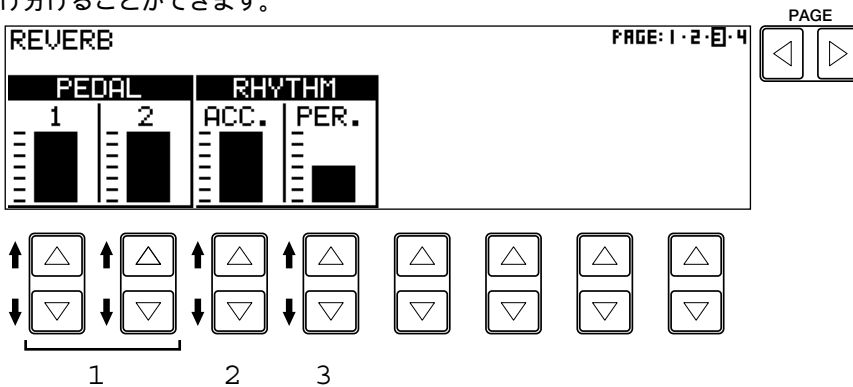 け分けることができます。
PAGE
REVERB PAGE: 1・2・3・4
PEDAL RHYTHM
1 2 ACC. PER.
1 2 3